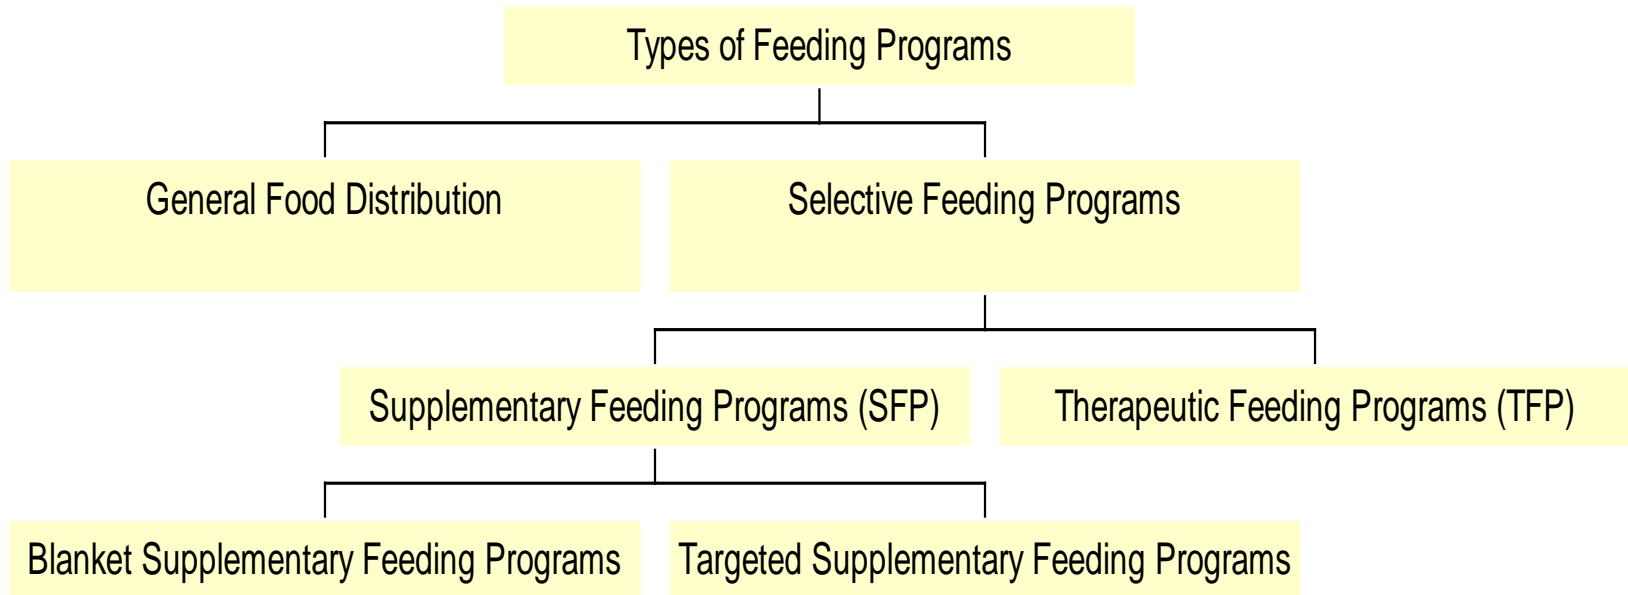 Types of Feeding Programs
General Food Distribution
Selective Feeding Programs
Supplementary Feeding Programs (SFP)
Therapeutic Feeding Programs (TFP)
Blanket Supplementary Feeding Programs
Targeted Supplementary Feeding Programs